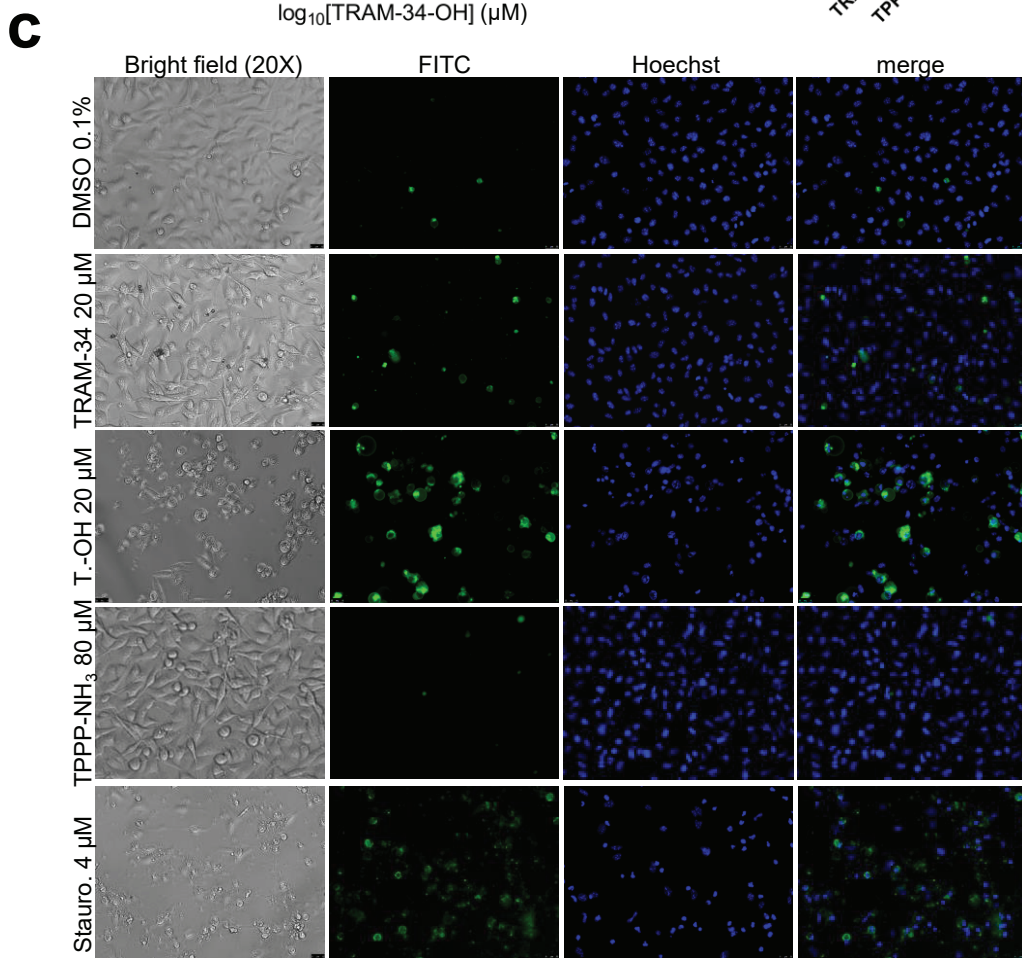 log₁₀[TRAM-34-OH] (µM)
c
Bright field (20X) FITC Hoechst merge
DMSO 0.1%
TRAM-34 20 µM
T.-OH 20 µM
TPPP-NH₃ 80 µM
Stauro. 4 µM